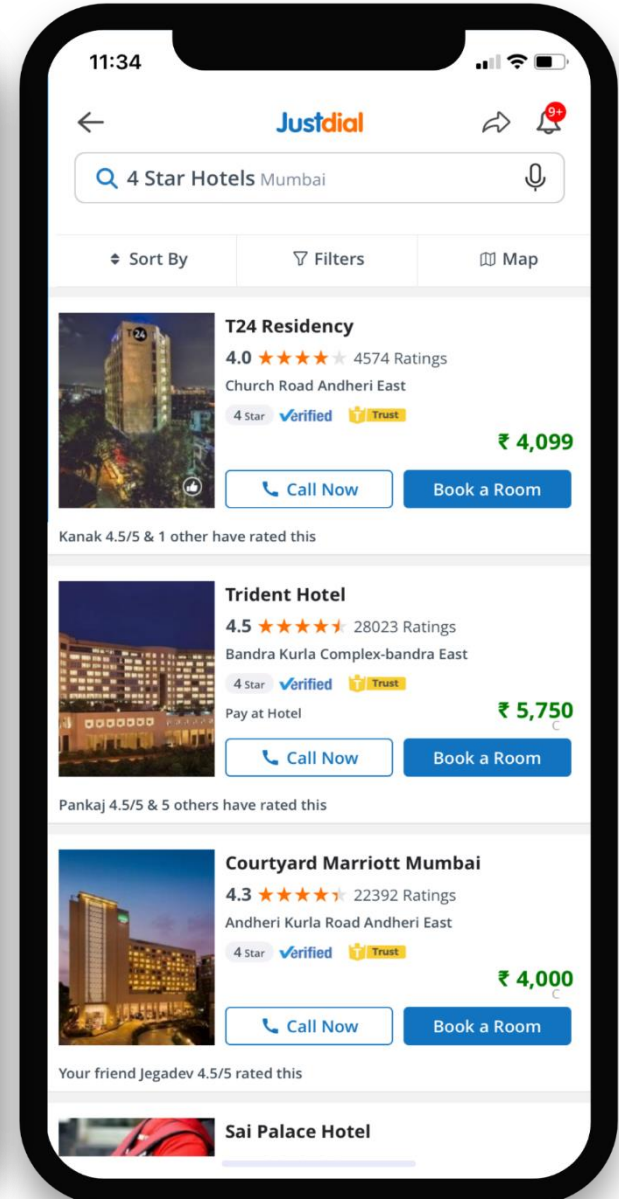 11:34
Justdial
9+
4 Star Hotels Mumbai
Sort By
Filters
Map
T24
T24 Residency
4.0 4574 Ratings
Church Road Andheri East
4 Star Verified T Trust
₹ 4,099
Call Now
Book a Room
Kanak 4.5/5 & 1 other have rated this
Trident Hotel
4.5 28023 Ratings
Bandra Kurla Complex-bandra East
4 Star Verified T Trust
Pay at Hotel
₹ 5,750
C
Call Now
Book a Room
Pankaj 4.5/5 & 5 others have rated this
Courtyard Marriott Mumbai
4.3 22392 Ratings
Andheri Kurla Road Andheri East
4 Star Verified T Trust
₹ 4,000
C
Call Now
Book a Room
Your friend Jegadev 4.5/5 rated this
Sai Palace Hotel